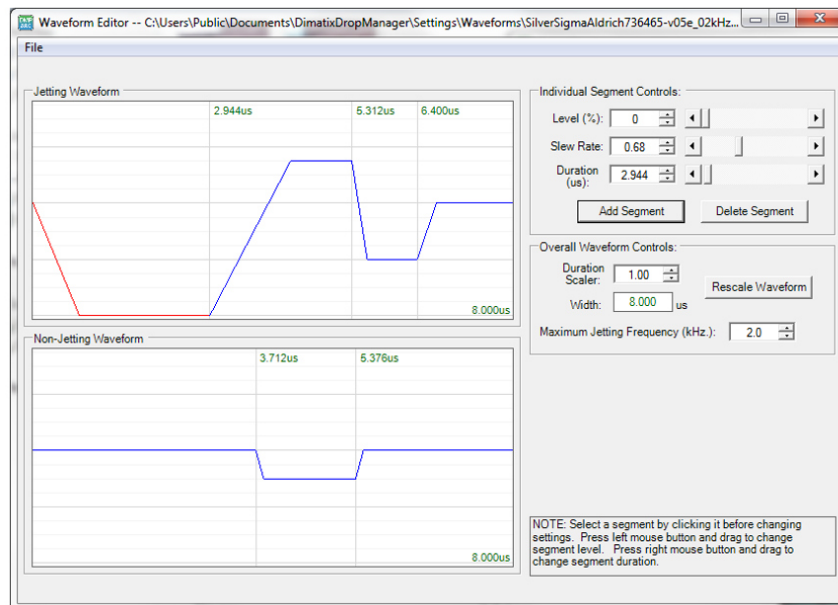 Waveform Editor -- C:\Users\Public\Documents\DimatixDropManager\Settings\Waveforms\SilverSigmaAldrich736465-v05e_02kHz...
File
Jetting Waveform
2.944us 5.312us 6.400us
8.000us
Non-Jetting Waveform
3.712us 5.376us
8.000us
Individual Segment Controls:
Level (%): 0
Slew Rate: 0.68
Duration
(us): 2.944
Add Segment Delete Segment
Overall Waveform Controls:
Duration
Scaler: 1.00
Rescale Waveform
Width: 8.000 us
Maximum Jetting Frequency (kHz.): 2.0
NOTE: Select a segment by clicking it before changing
settings. Press left mouse button and drag to change
segment level. Press right mouse button and drag to
change segment duration.